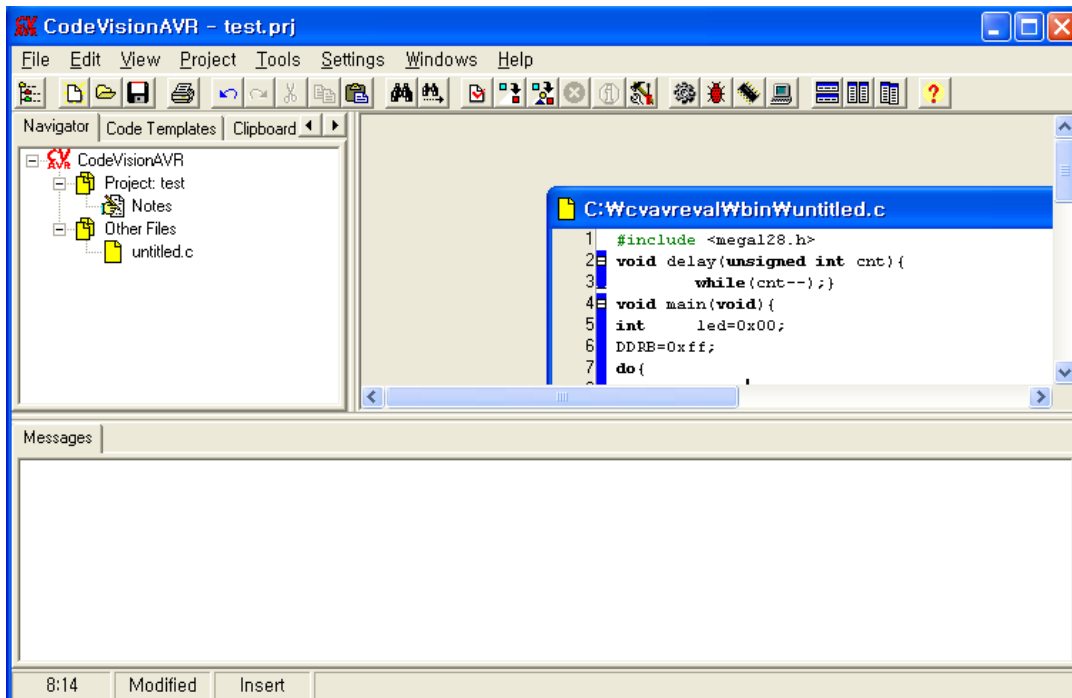 CodeVisionAVR - test.prj
File Edit View Project Tools Settings Windows Help
Navigator Code Templates Clipboard
CodeVisionAVR
Project: test
Notes
Other Files
untitled.c
C:₩cvavreval₩bin₩untitled.c
1 #include <mega128.h>
2 void delay(unsigned int cnt){
3 while(cnt--);}
4 void main(void){
5 int led=0x00;
6 DDRB=0xff;
7 do{
Messages
8:14 Modified Insert